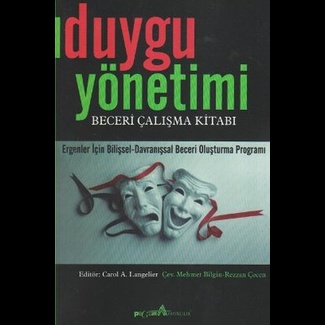 duygu
yönetimi
BECERİ ÇALIŞMA KİTABI
Ergenler İçin Bilişsel-Davranışsal Beceri Oluşturma Programı
Editör: Carol A. Langelier Çev. Mehmet Bilgin-Rezzan Çeçen